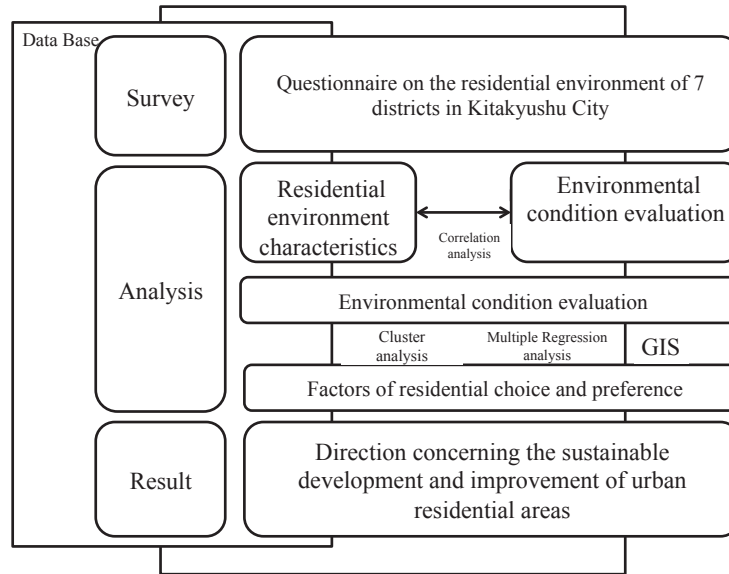 Data Base
Survey
Questionnaire on the residential environment of 7
districts in Kitakyushu City
Analysis
Residential
environment
characteristics
Correlation
analysis
Environmental
condition evaluation
Environmental condition evaluation
Cluster
analysis
Multiple Regression
analysis
GIS
Factors of residential choice and preference
Result
Direction concerning the sustainable
development and improvement of urban
residential areas